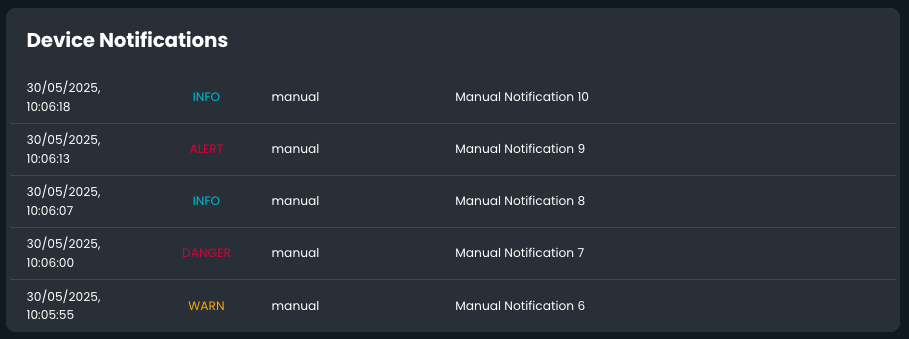 Device Notifications
30/05/2025,
10:06:18
INFO
manual
Manual Notification 10
30/05/2025,
10:06:13
ALERT
manual
Manual Notification 9
30/05/2025,
10:06:07
INFO
manual
Manual Notification 8
30/05/2025,
10:06:00
DANGER
manual
Manual Notification 7
30/05/2025,
10:05:55
WARN
manual
Manual Notification 6